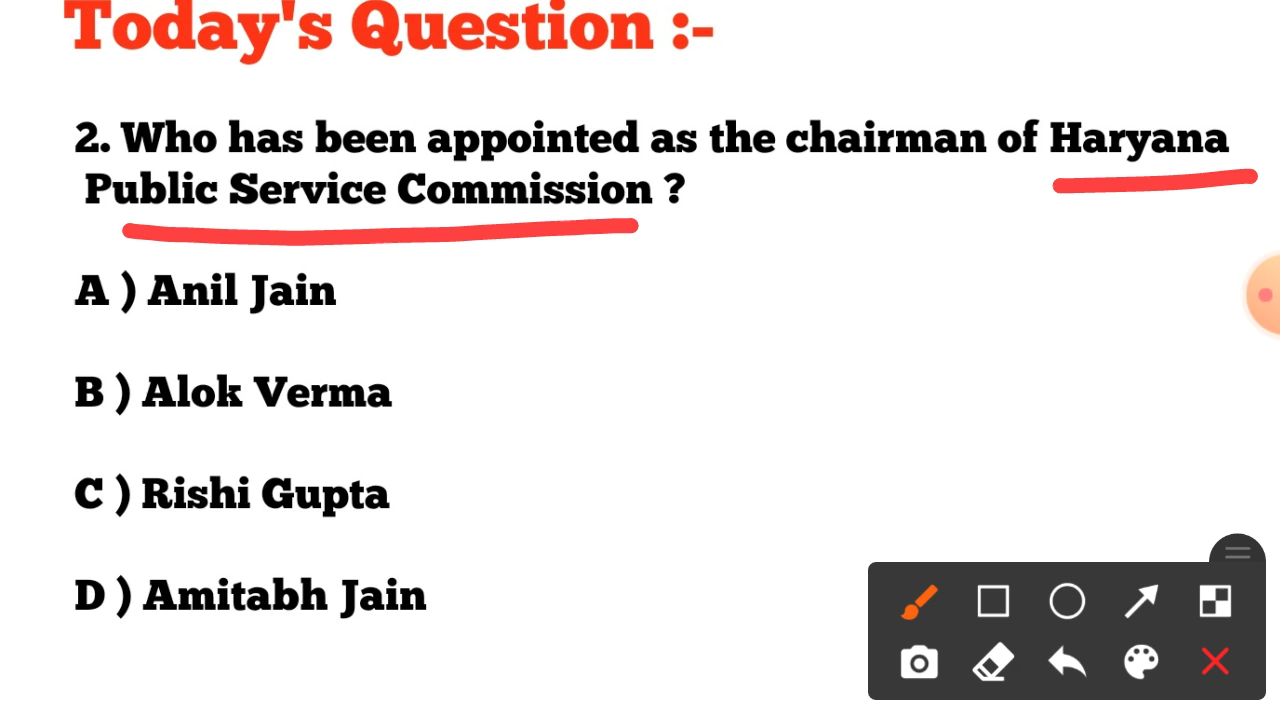 Today's Question :-
2. Who has been appointed as the chairman of Haryana
Public Service Commission ?
A ) Anil Jain
B ) Alok Verma
C ) Rishi Gupta
D ) Amitabh Jain